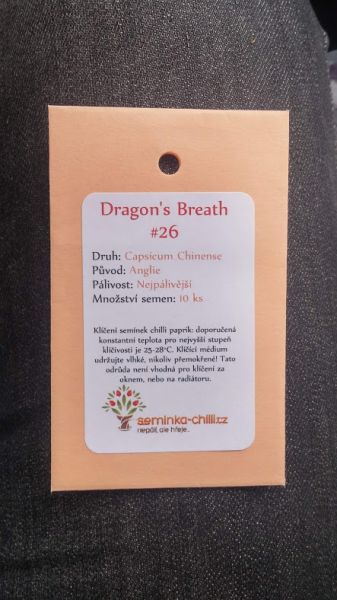 Dragon's Breath
#26
Druh: Capsicum Chinense
Původ: Anglie
Pálivost: Nejpálivější
Množství semen: 10 ks
Klíčení semínek chilli paprik: doporučená
konstantní teplota pro nejvyšší stupeň
klíčivosti je 25-28°C. Klíčící médium
udržujte vlhké, nikoliv přemokřené! Tato
odrůda není vhodná pro klíčení za
oknem, nebo na radiátoru.
seminka-chilli.cz
nepálí, ale hřeje.